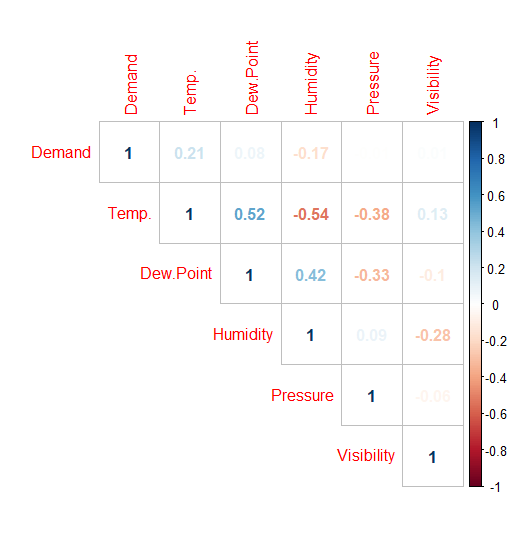 Demand
Temp.
Dew.Point
Humidity
Pressure
Visibility
Demand 1 0.21 0.08 -0.17
Temp. 1 0.52 -0.54 -0.38 0.13
Dew.Point 1 0.42 -0.33 -0.1
Humidity 1 0.09 -0.28
Pressure 1 -0.06
Visibility 1
1
0.8
0.6
0.4
0.2
0
-0.2
-0.4
-0.6
-0.8
-1